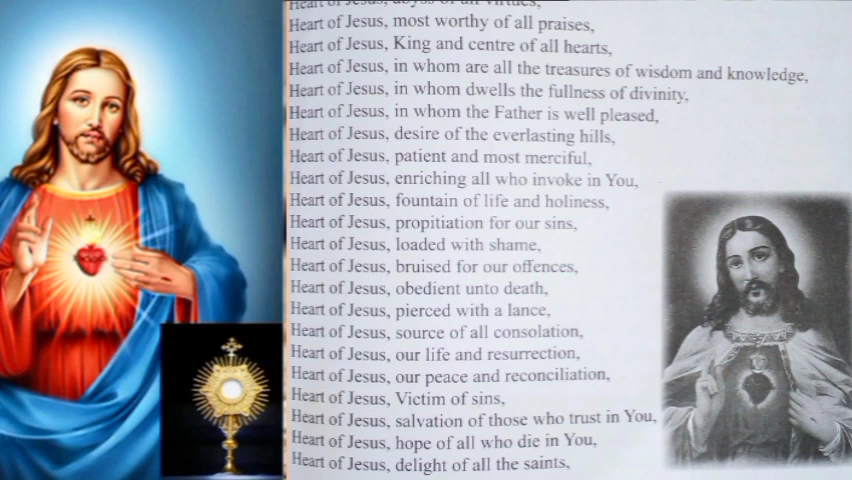 Heart of Jesus, abyss of all virtues,
Heart of Jesus, most worthy of all praises,
Heart of Jesus, King and centre of all hearts,
Heart of Jesus, in whom are all the treasures of wisdom and knowledge,
Heart of Jesus, in whom dwells the fullness of divinity,
Heart of Jesus, in whom the Father is well pleased,
Heart of Jesus, desire of the everlasting hills,
Heart of Jesus, patient and most merciful,
Heart of Jesus, enriching all who invoke in You,
Heart of Jesus, fountain of life and holiness,
Heart of Jesus, propitiation for our sins,
Heart of Jesus, loaded with shame,
Heart of Jesus, bruised for our offences,
Heart of Jesus, obedient unto death,
Heart of Jesus, pierced with a lance,
Heart of Jesus, source of all consolation,
Heart of Jesus, our life and resurrection,
Heart of Jesus, our peace and reconciliation,
Heart of Jesus, Victim of sins,
Heart of Jesus, salvation of those who trust in You,
Heart of Jesus, hope of all who die in You,
Heart of Jesus, delight of all the saints,